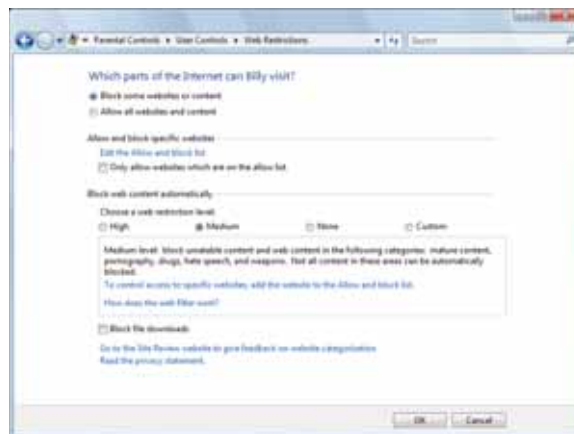 Parental Controls ▸ User Controls ▸ Web Restrictions
Search
Which parts of the Internet can Billy visit?
Block some websites or content
Allow all websites and content
Allow and block specific websites
Edit the Allow and block list
Only allow websites which are on the allow list
Block web content automatically
Choose a web restriction level:
High Medium None Custom
Medium level: block unratable content and web content in the following categories: mature content,
pornography, drugs, hate speech, and weapons. Not all content in these areas can be automatically
blocked.
To control access to specific websites, add the website to the Allow and block list.
How does the web filter work?
Block file downloads
Go to the Site Review website to give feedback on website categorization
Read the privacy statement.
OK Cancel